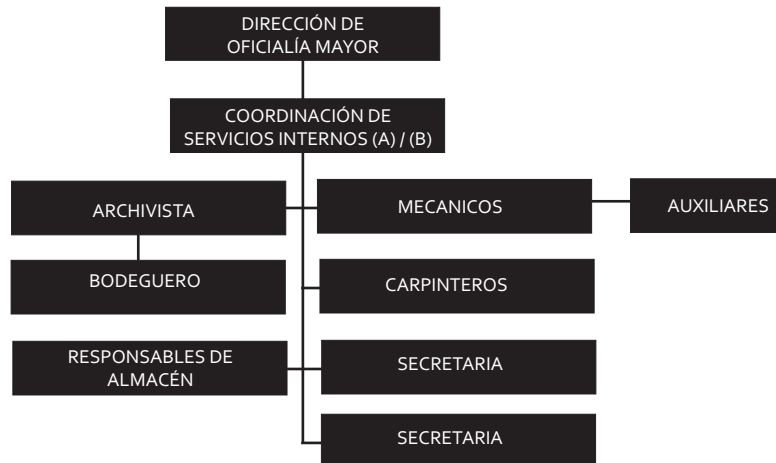 DIRECCIÓN DE
OFICIALÍA MAYOR
COORDINACIÓN DE
SERVICIOS INTERNOS (A) / (B)
ARCHIVISTA
MECANICOS
AUXILIARES
BODEGUERO
CARPINTEROS
RESPONSABLES DE
ALMACÉN
SECRETARIA
SECRETARIA